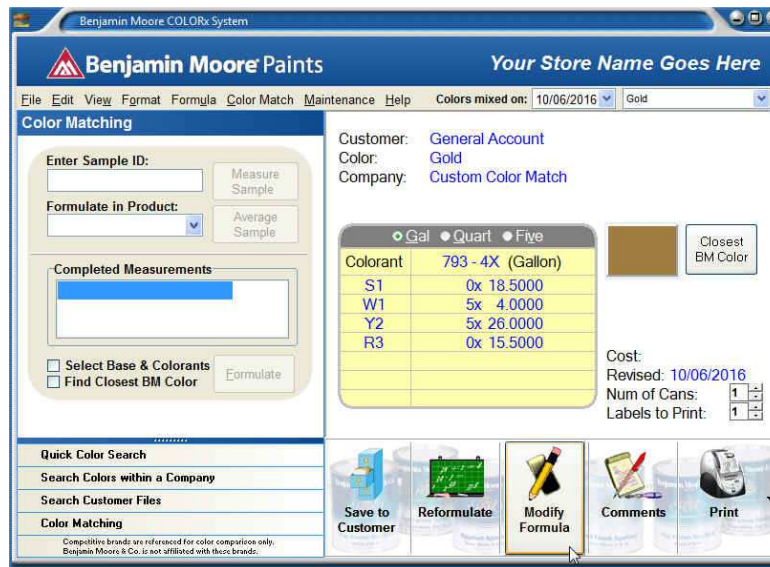 Benjamin Moore COLORx System
Benjamin Moore Paints
Your Store Name Goes Here
File Edit View Format Formula Color Match Maintenance Help Colors mixed on: 10/06/2016 Gold
Color Matching
Enter Sample ID:
Measure Sample
Formulate in Product:
Average Sample
Completed Measurements
Select Base & Colorants
Find Closest BM Color
Formulate
Quick Color Search
Search Colors within a Company
Search Customer Files
Color Matching
Competitive brands are referenced for color comparison only.
Benjamin Moore & Co. is not affiliated with these brands.
Customer: General Account
Color: Gold
Company: Custom Color Match
Gal Quart Five
Colorant 793 - 4X (Gallon)
S1 0x 18.5000
W1 5x 4.0000
Y2 5x 26.0000
R3 0x 15.5000
Closest
BM Color
Cost:
Revised: 10/06/2016
Num of Cans: 1
Labels to Print: 1
Save to
Customer
Reformulate
Modify
Formula
Comments
Print